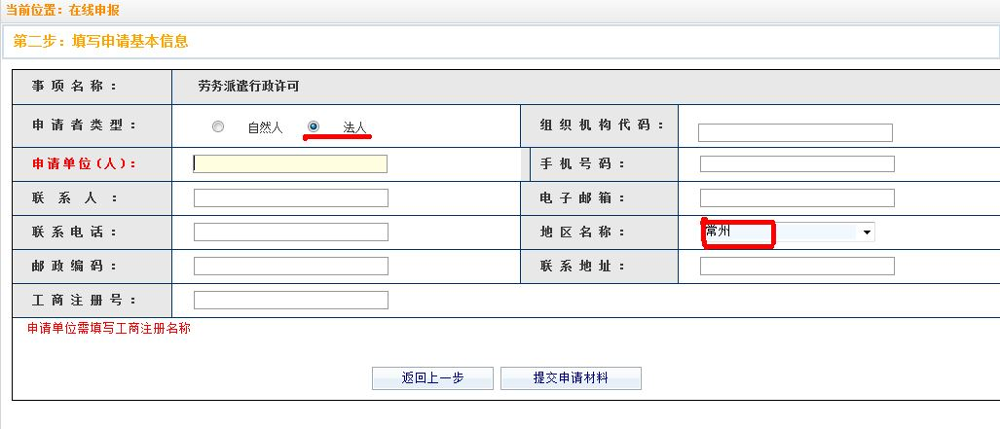 当前位置：在线申报
第二步：填写申请基本信息
事项名称： 劳务派遣行政许可
申请者类型： 自然人 法人 组织机构代码：
申请单位(人)： 手机号码：
联系人： 电子邮箱：
联系电话： 地区名称： 常州
邮政编码： 联系地址：
工商注册号：
申请单位需填写工商注册名称
返回上一步 提交申请材料